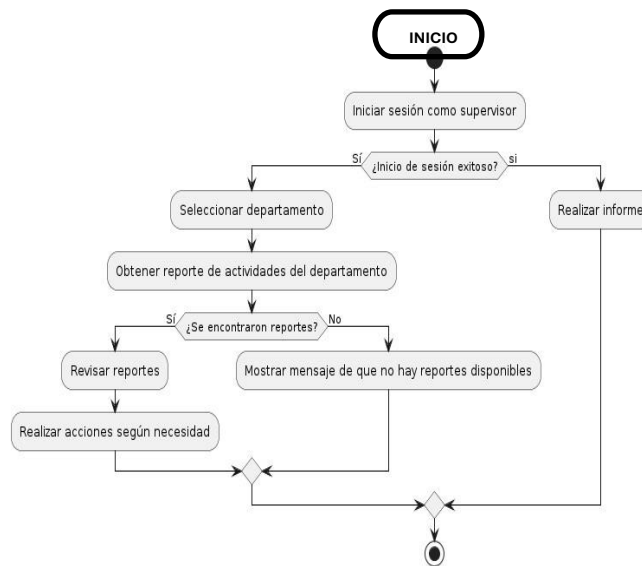 INICIO
Iniciar sesión como supervisor
Sí
¿Inicio de sesión exitoso?
si
Seleccionar departamento
Realizar informe
Obtener reporte de actividades del departamento
Sí
¿Se encontraron reportes?
No
Revisar reportes
Mostrar mensaje de que no hay reportes disponibles
Realizar acciones según necesidad